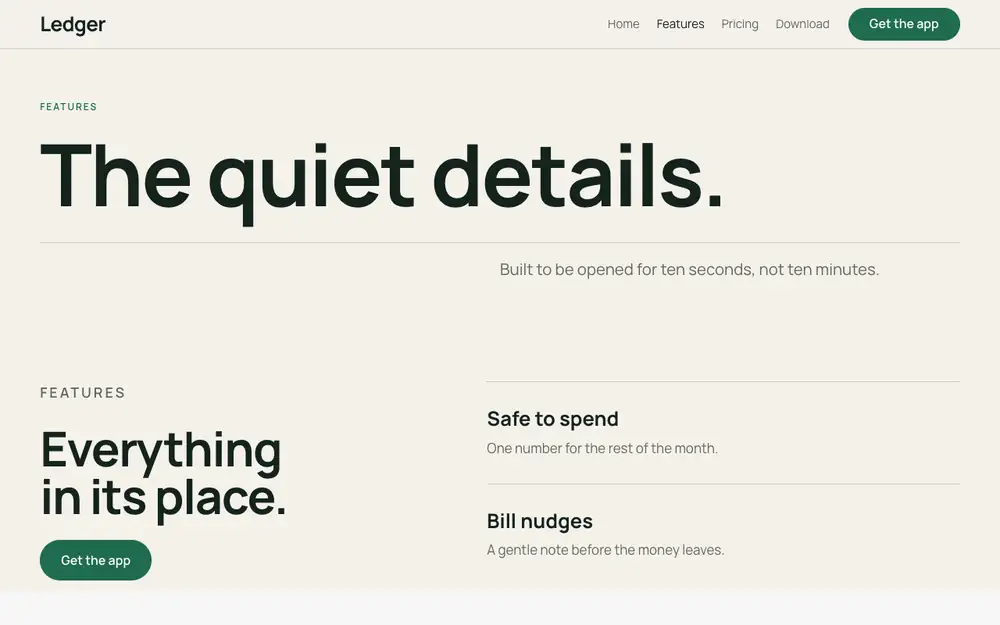 Ledger
Home
Features
Pricing
Download
Get the app
FEATURES
The quiet details.
Built to be opened for ten seconds, not ten minutes.
FEATURES
Everything
in its place.
Get the app
Safe to spend
One number for the rest of the month.
Bill nudges
A gentle note before the money leaves.